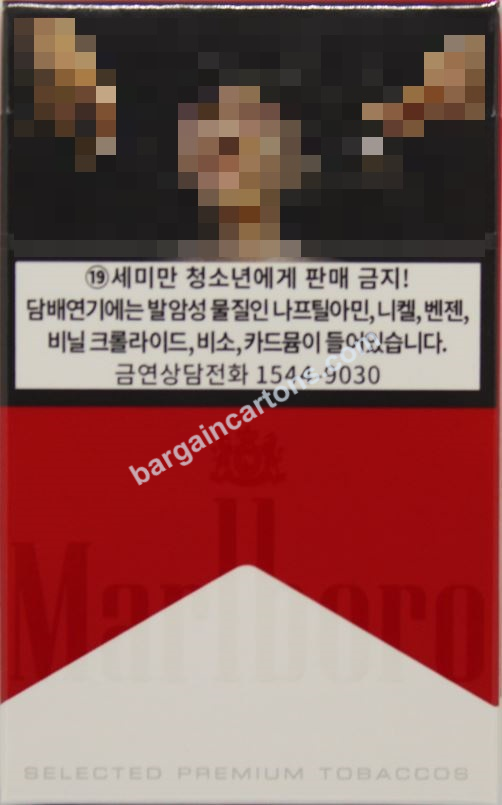 ⑲세미만 청소년에게 판매 금지!
담배연기에는 발암성 물질인 나프틸아민, 니켈, 벤젠,
비닐 크롤라이드, 비소, 카드뮴이 들어있습니다.
금연상담전화 1544-9030
bargaincartons.com
Marlboro
SELECTED PREMIUM TOBACCOS